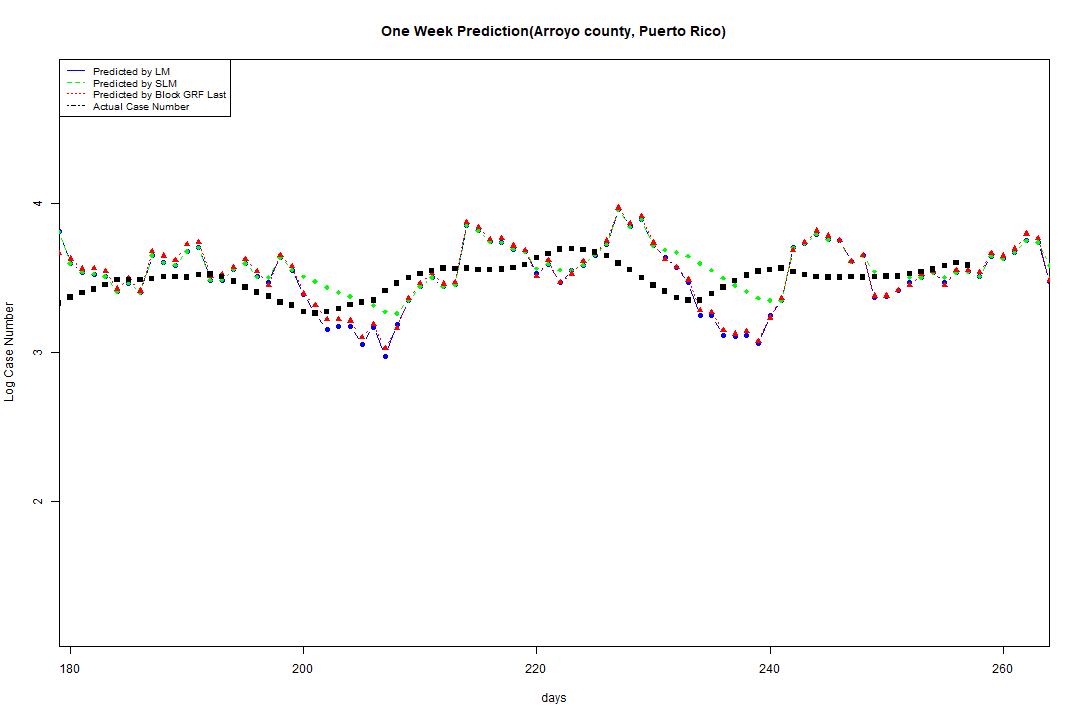 One Week Prediction(Arroyo county, Puerto Rico)
Predicted by LM
Predicted by SLM
Predicted by Block GRF Last
Actual Case Number
4
3
2
Log Case Number
180 200 220 240 260
days